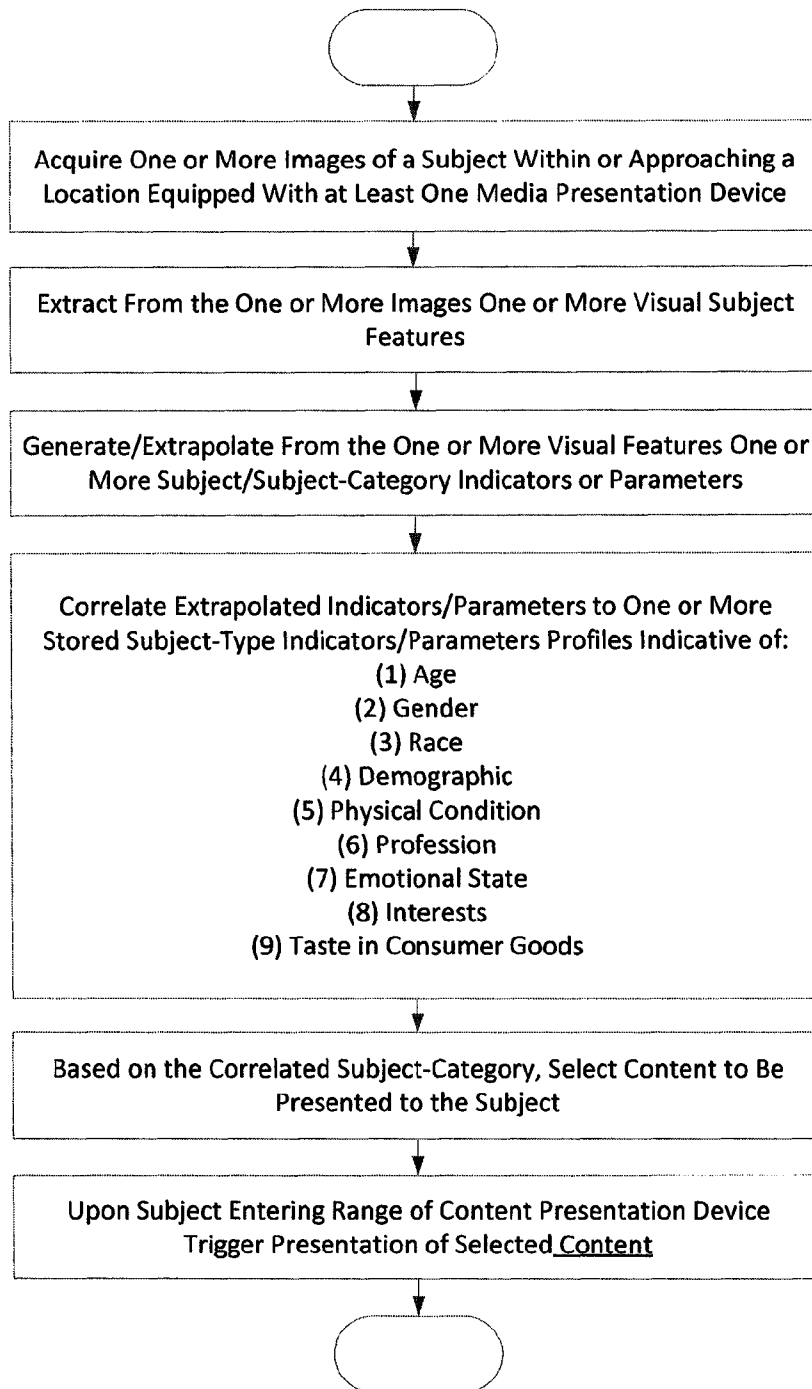 Acquire One or More Images of a Subject Within or Approaching a
Location Equipped With at Least One Media Presentation Device
Extract From the One or More Images One or More Visual Subject
Features
Generate/Extrapolate From the One or More Visual Features One or
More Subject/Subject-Category Indicators or Parameters
Correlate Extrapolated Indicators/Parameters to One or More
Stored Subject-Type Indicators/Parameters Profiles Indicative of:
(1) Age
(2) Gender
(3) Race
(4) Demographic
(5) Physical Condition
(6) Profession
(7) Emotional State
(8) Interests
(9) Taste in Consumer Goods
Based on the Correlated Subject-Category, Select Content to Be
Presented to the Subject
Upon Subject Entering Range of Content Presentation Device
Trigger Presentation of Selected Content